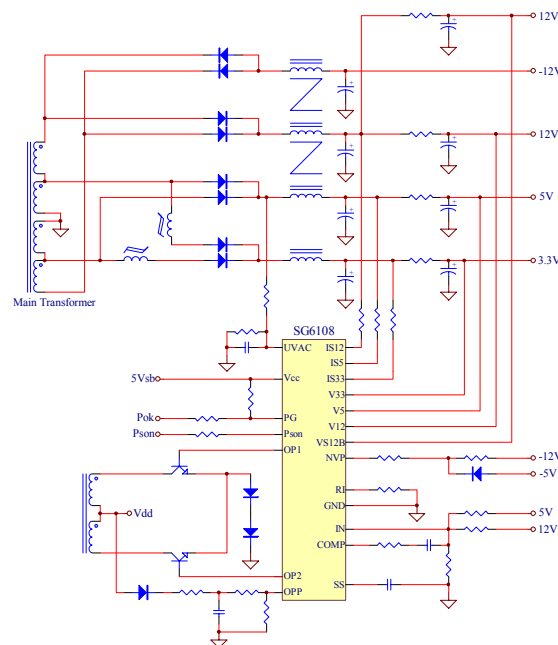 12V
-12V
12V
5V
3.3V
Main Transformer
SG6108
UVAC
IS12
IS5
5Vsb
Vcc
IS33
V33
V5
Pok
PG
V12
Pson
Pson
VS12B
OP1
NVP
-12V
-5V
RI
GND
Vdd
5V
IN
12V
COMP
OP2
SS
OPP